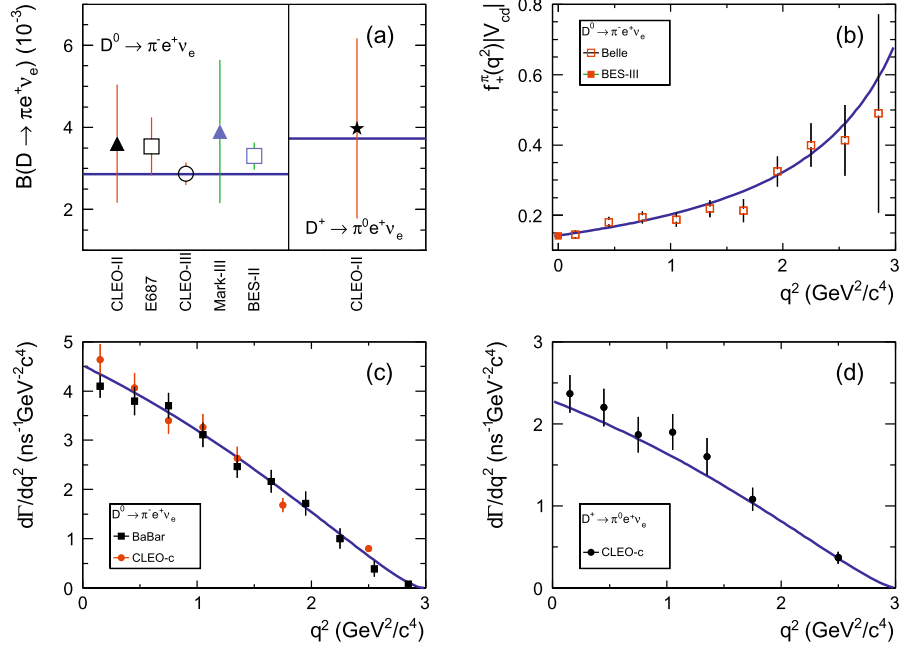 B(D → πe⁺νₑ) (10⁻³)
6
4
2
(a)
D⁰ → π⁻e⁺νₑ
D⁺ → π⁰e⁺νₑ
CLEO-II
E687
CLEO-III
Mark-III
BES-II
CLEO-II
f₊^π(q²)|V_cd|
0.8
0.6
0.4
0.2
(b)
D⁰ → π⁻e⁺νₑ
Belle
BES-III
0
1
2
3
q² (GeV²/c⁴)
dΓ/dq² (ns⁻¹GeV⁻²c⁴)
5
4
3
2
1
0
(c)
D⁰ → π⁻e⁺νₑ
BaBar
CLEO-c
0
1
2
3
q² (GeV²/c⁴)
dΓ/dq² (ns⁻¹GeV⁻²c⁴)
3
2
1
0
(d)
D⁺ → π⁰e⁺νₑ
CLEO-c
0
1
2
3
q² (GeV²/c⁴)